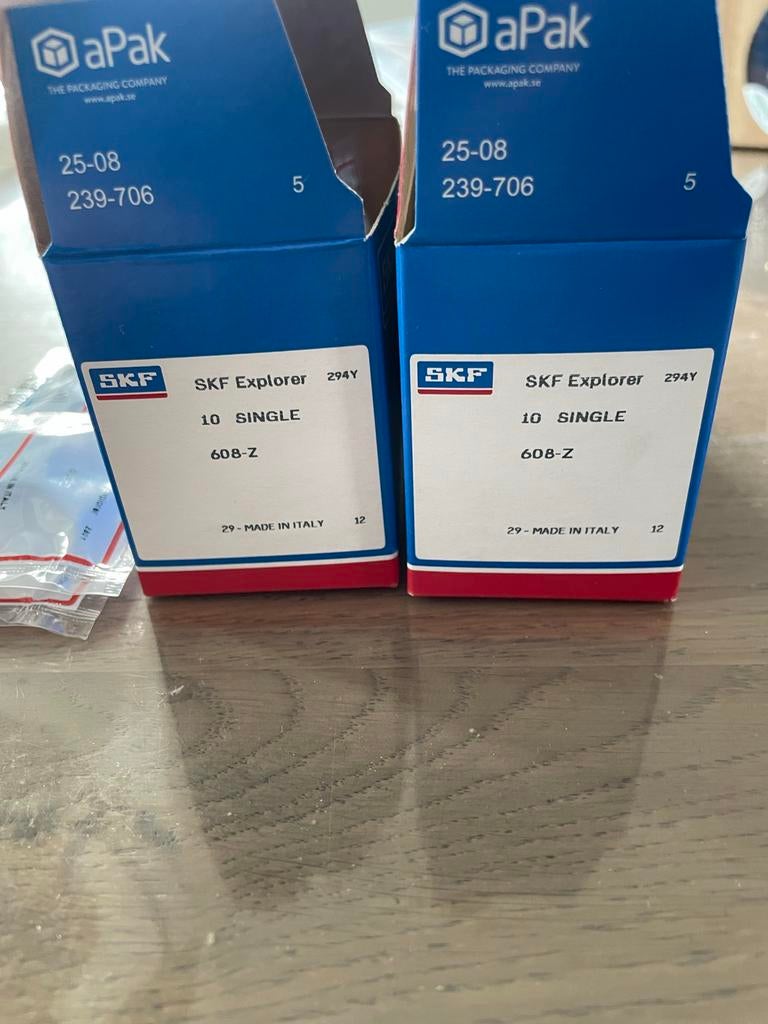 aPak
THE PACKAGING COMPANY
www.apak.se
25-08
239-706 5
SKF SKF Explorer 294Y
10 SINGLE
608-Z
29 - MADE IN ITALY 12
aPak
THE PACKAGING COMPANY
www.apak.se
25-08
239-706 5
SKF SKF Explorer 294Y
10 SINGLE
608-Z
29 - MADE IN ITALY 12